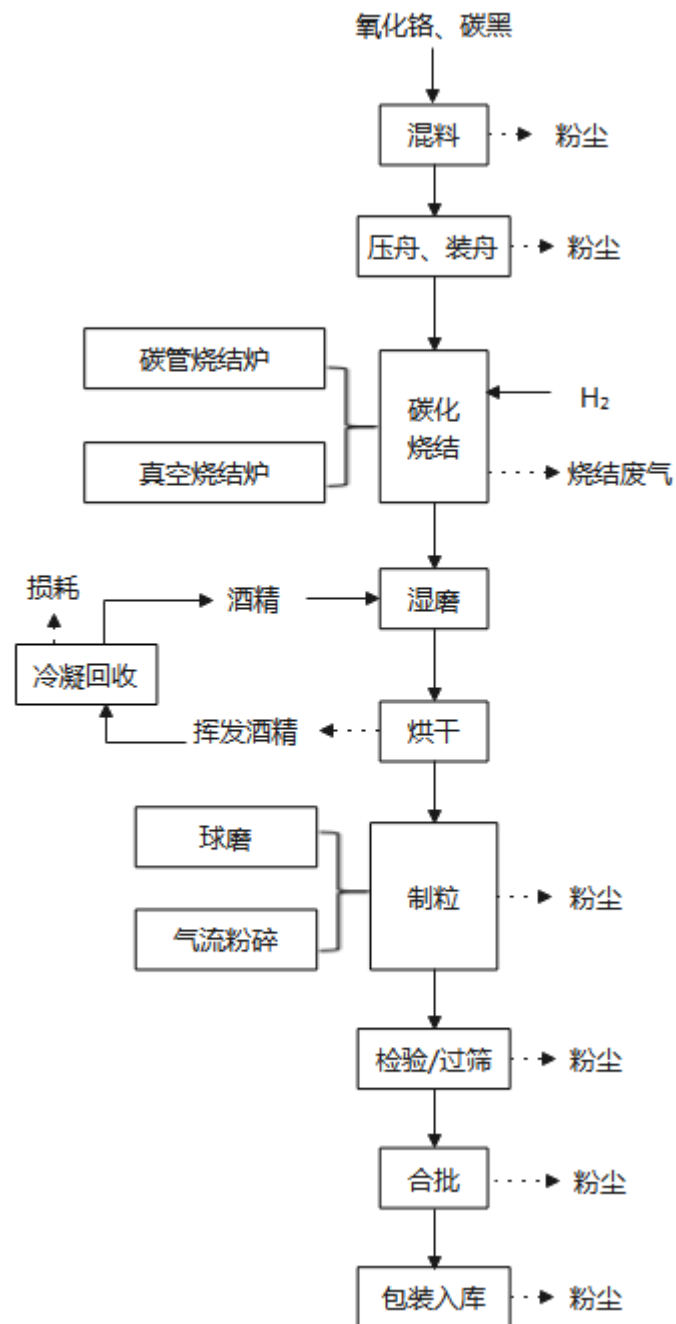 氧化铬、碳黑
混料
粉尘
压舟、装舟
粉尘
碳管烧结炉
真空烧结炉
碳化
烧结
H₂
烧结废气
损耗
酒精
湿磨
冷凝回收
挥发酒精
烘干
球磨
气流粉碎
制粒
粉尘
检验/过筛
粉尘
合批
粉尘
包装入库
粉尘